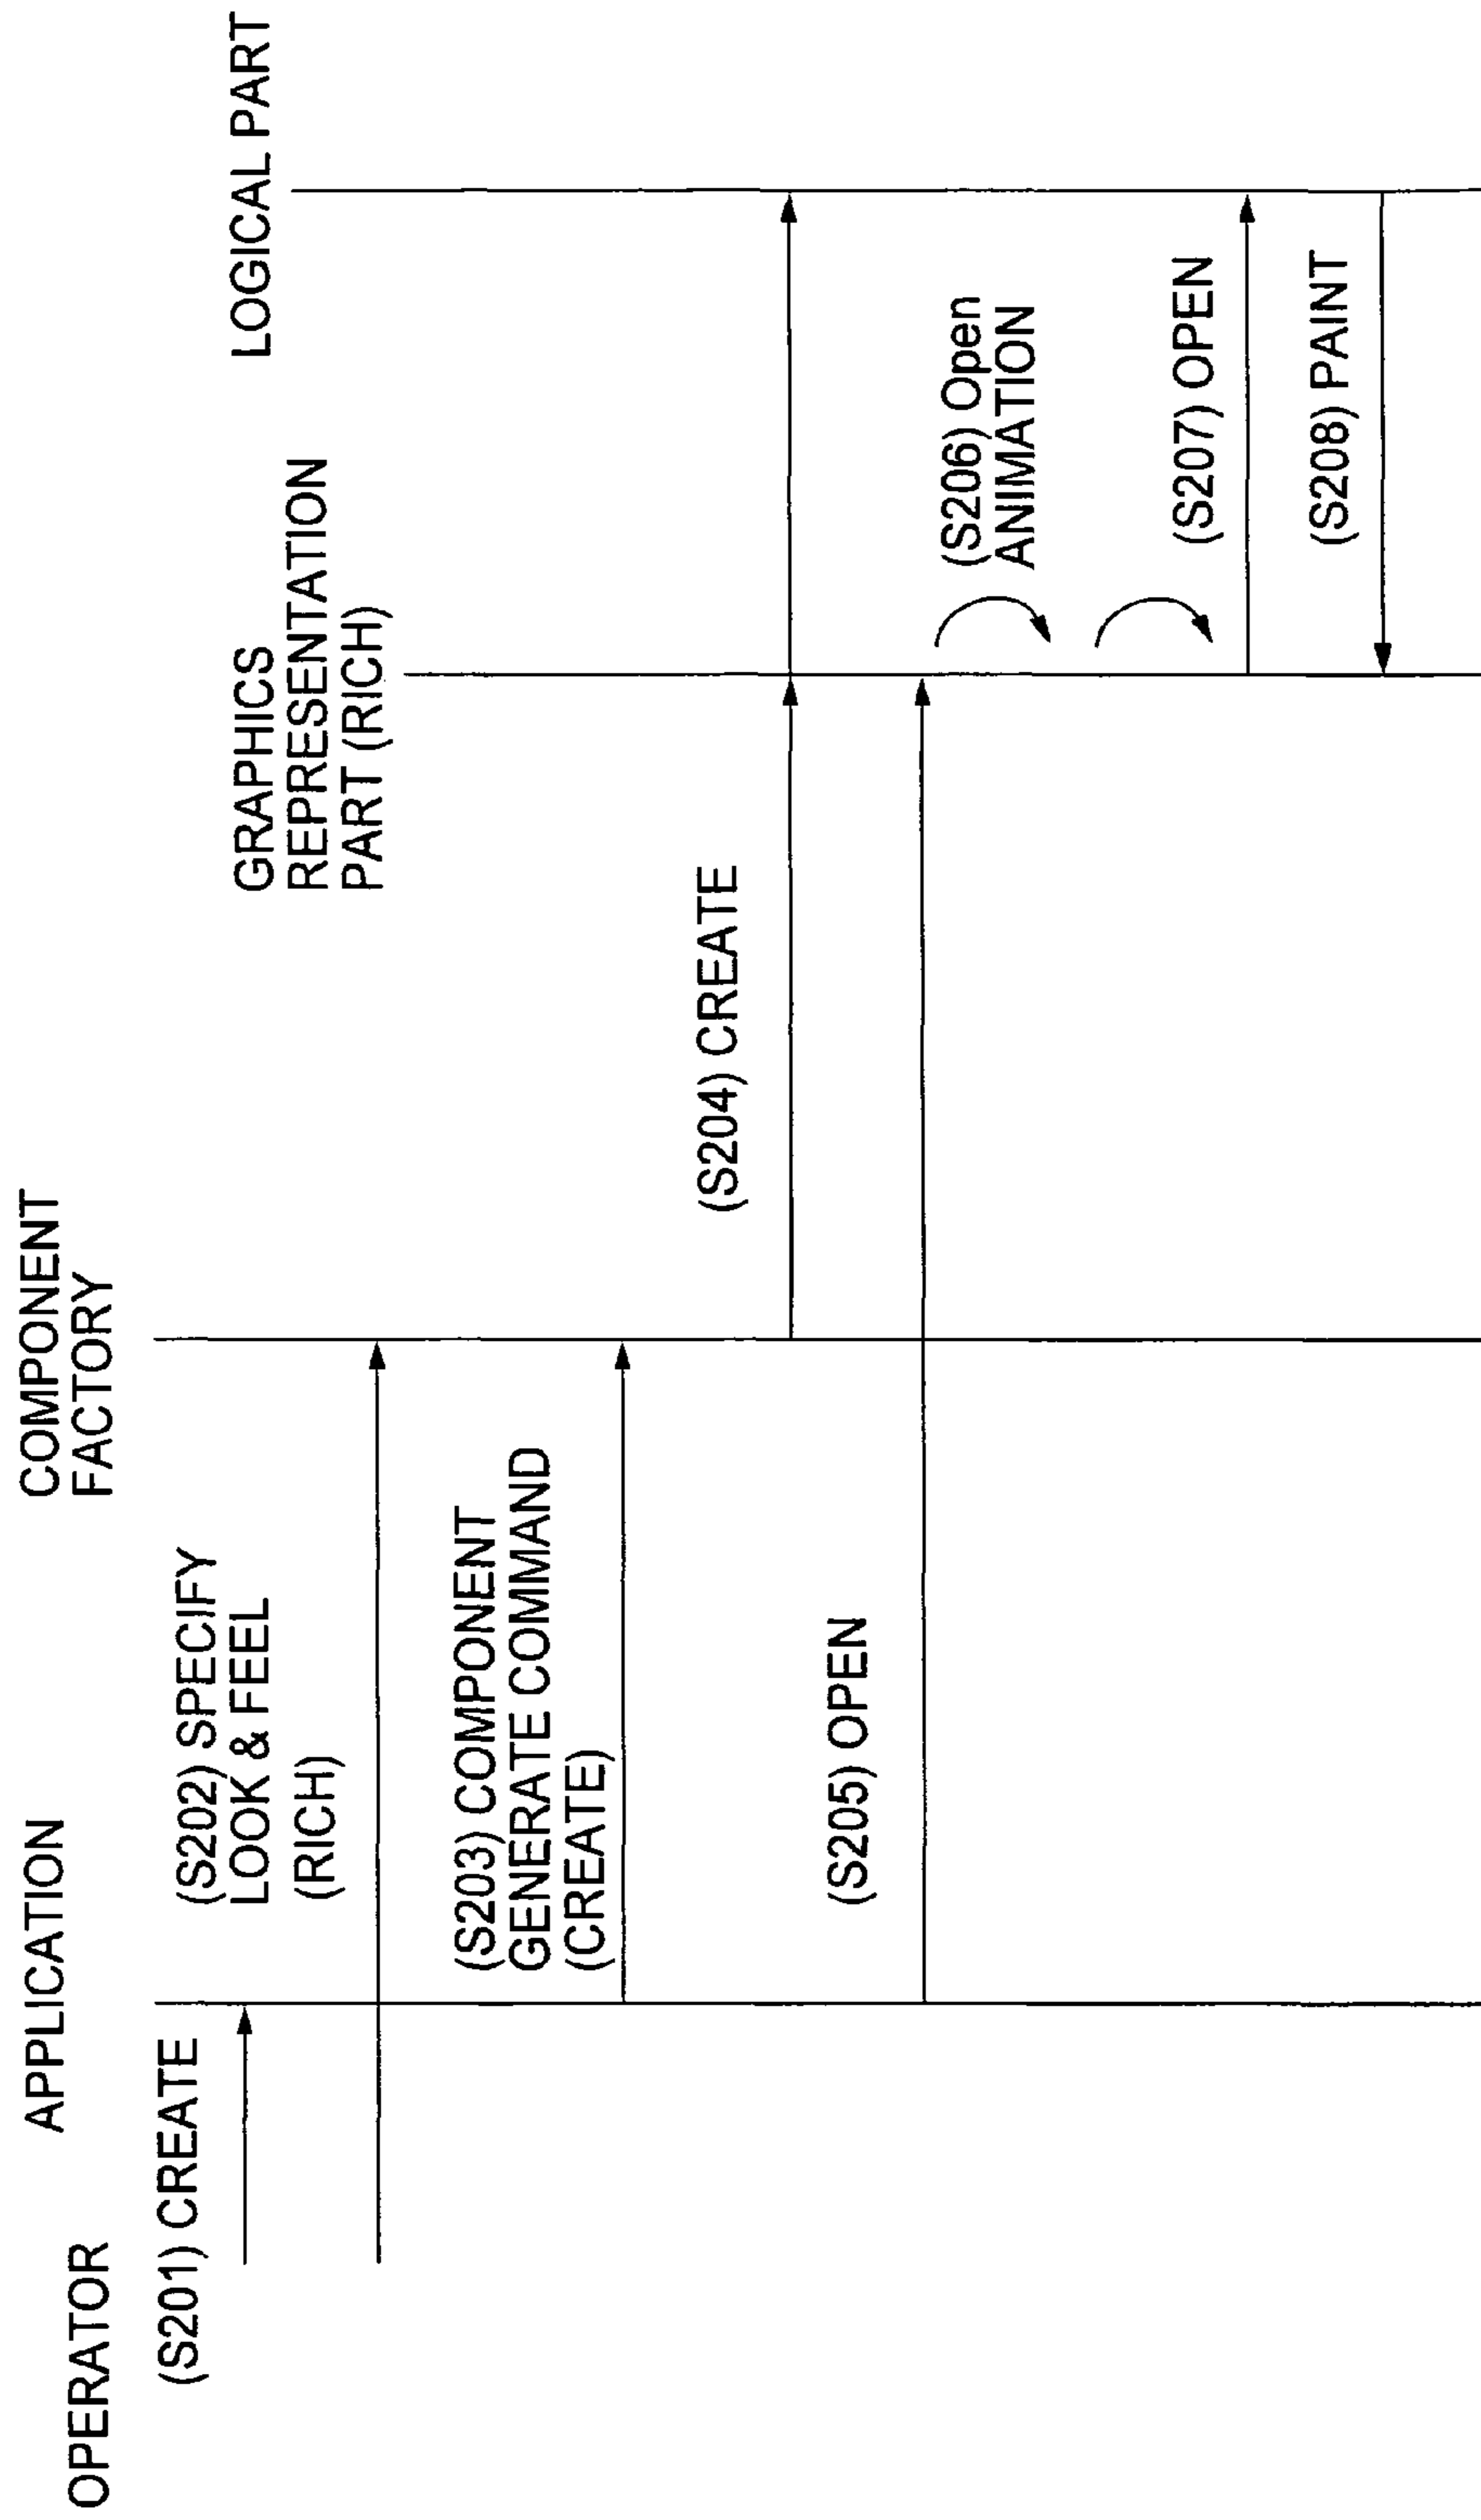 OPERATOR
APPLICATION
COMPONENT
FACTORY
GRAPHICS
REPRESENTATION
PART (RICH)
LOGICAL PART
(S201) CREATE
(S202) SPECIFY
LOOK & FEEL
(RICH)
(S203) COMPONENT
GENERATE COMMAND
(CREATE)
(S204) CREATE
(S205) OPEN
(S206) Open
ANIMATION
(S207) OPEN
(S208) PAINT